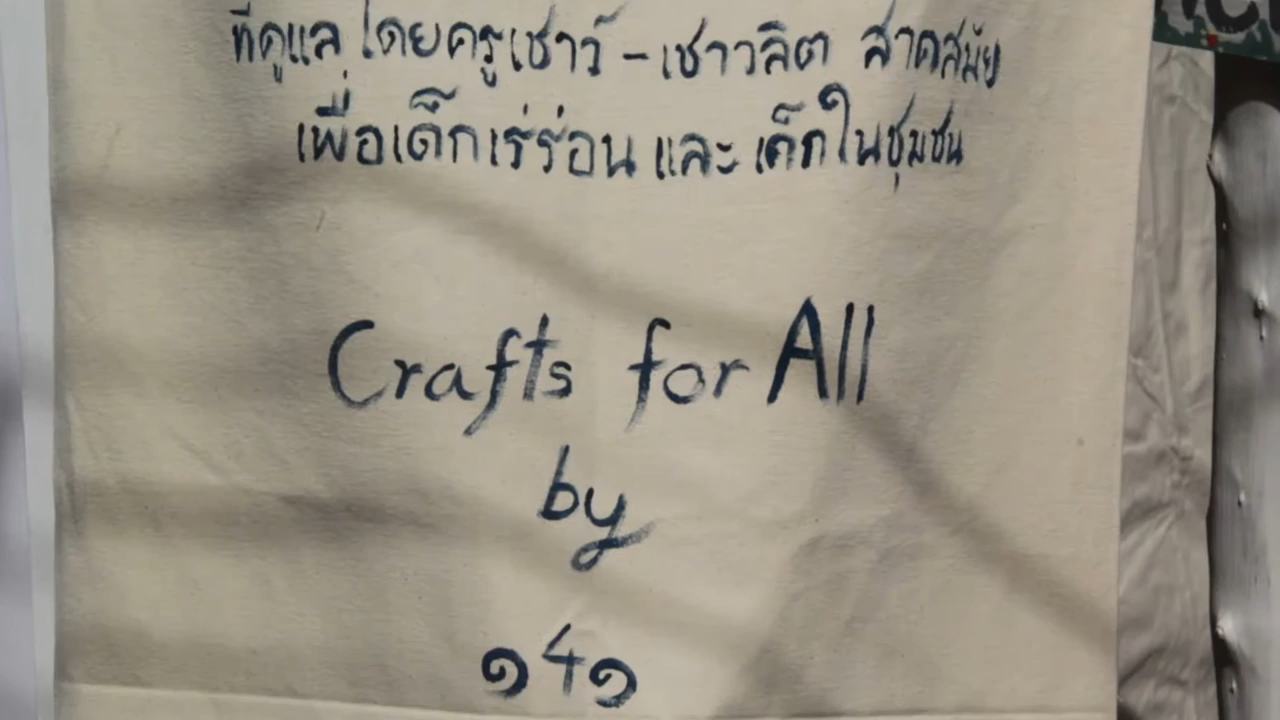 ที่ดูแล โดยครูเชาว์ - เชาวลิต สาดสมัย
เพื่อเด็กเร่ร่อน และ เด็กในชุมชน
Crafts for All
by
๑4๑